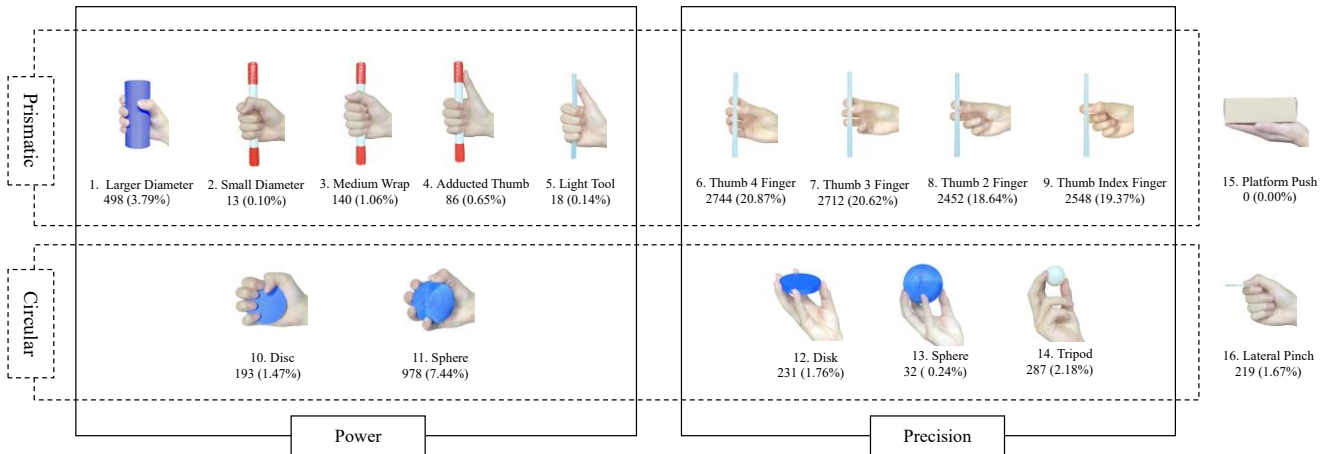 Prismatic
1. Larger Diameter
498 (3.79%)
2. Small Diameter
13 (0.10%)
3. Medium Wrap
140 (1.06%)
4. Adducted Thumb
86 (0.65%)
5. Light Tool
18 (0.14%)
6. Thumb 4 Finger
2744 (20.87%)
7. Thumb 3 Finger
2712 (20.62%)
8. Thumb 2 Finger
2452 (18.64%)
9. Thumb Index Finger
2548 (19.37%)
15. Platform Push
0 (0.00%)
Circular
10. Disc
193 (1.47%)
11. Sphere
978 (7.44%)
12. Disk
231 (1.76%)
13. Sphere
32 ( 0.24%)
14. Tripod
287 (2.18%)
16. Lateral Pinch
219 (1.67%)
Power
Precision